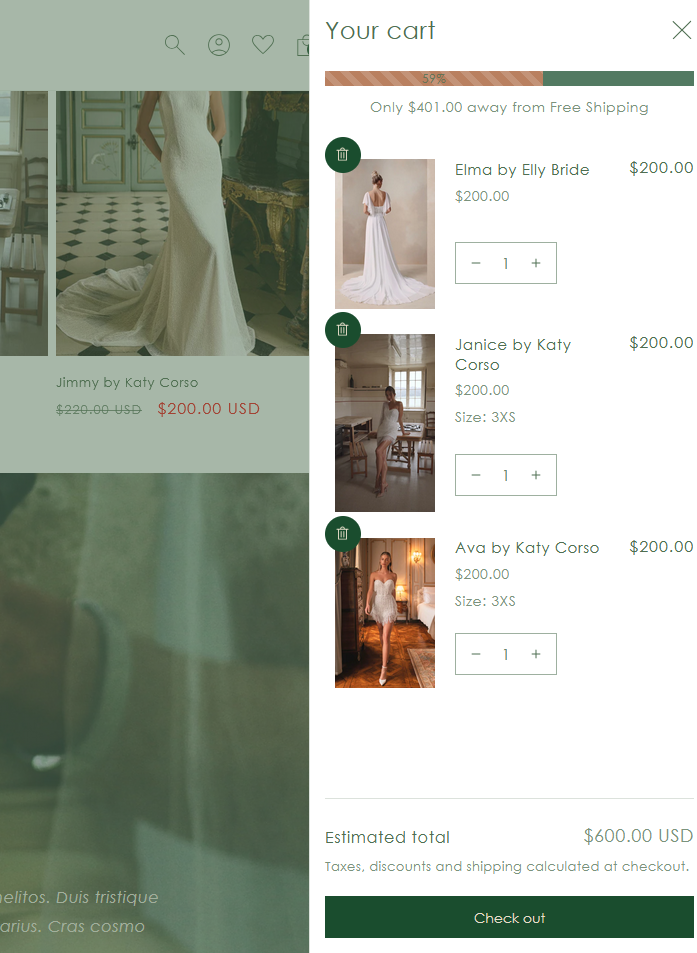 Your cart
59%
Only $401.00 away from Free Shipping
Elma by Elly Bride
$200.00
$200.00
1
Janice by Katy
Corso
$200.00
$200.00
Size: 3XS
1
Ava by Katy Corso
$200.00
$200.00
Size: 3XS
1
Estimated total
$600.00 USD
Taxes, discounts and shipping calculated at checkout.
Check out
Jimmy by Katy Corso
$220.00 USD $200.00 USD
Duis tristique
Cras cosmo